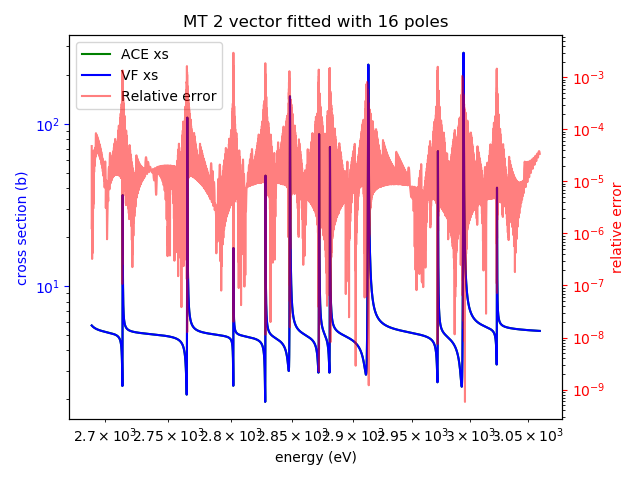 MT 2 vector fitted with 16 poles
ACE xs
VF xs
Relative error
10²
10¹
cross section (b)
10⁻³
10⁻⁴
10⁻⁵
10⁻⁶
10⁻⁷
10⁻⁸
10⁻⁹
relative error
2.7 × 10³ 2.75 × 10³ 2.8 × 10³ 2.85 × 10³ 2.9 × 10³ 2.95 × 10³ 3 × 10³ 3.05 × 10³
energy (eV)